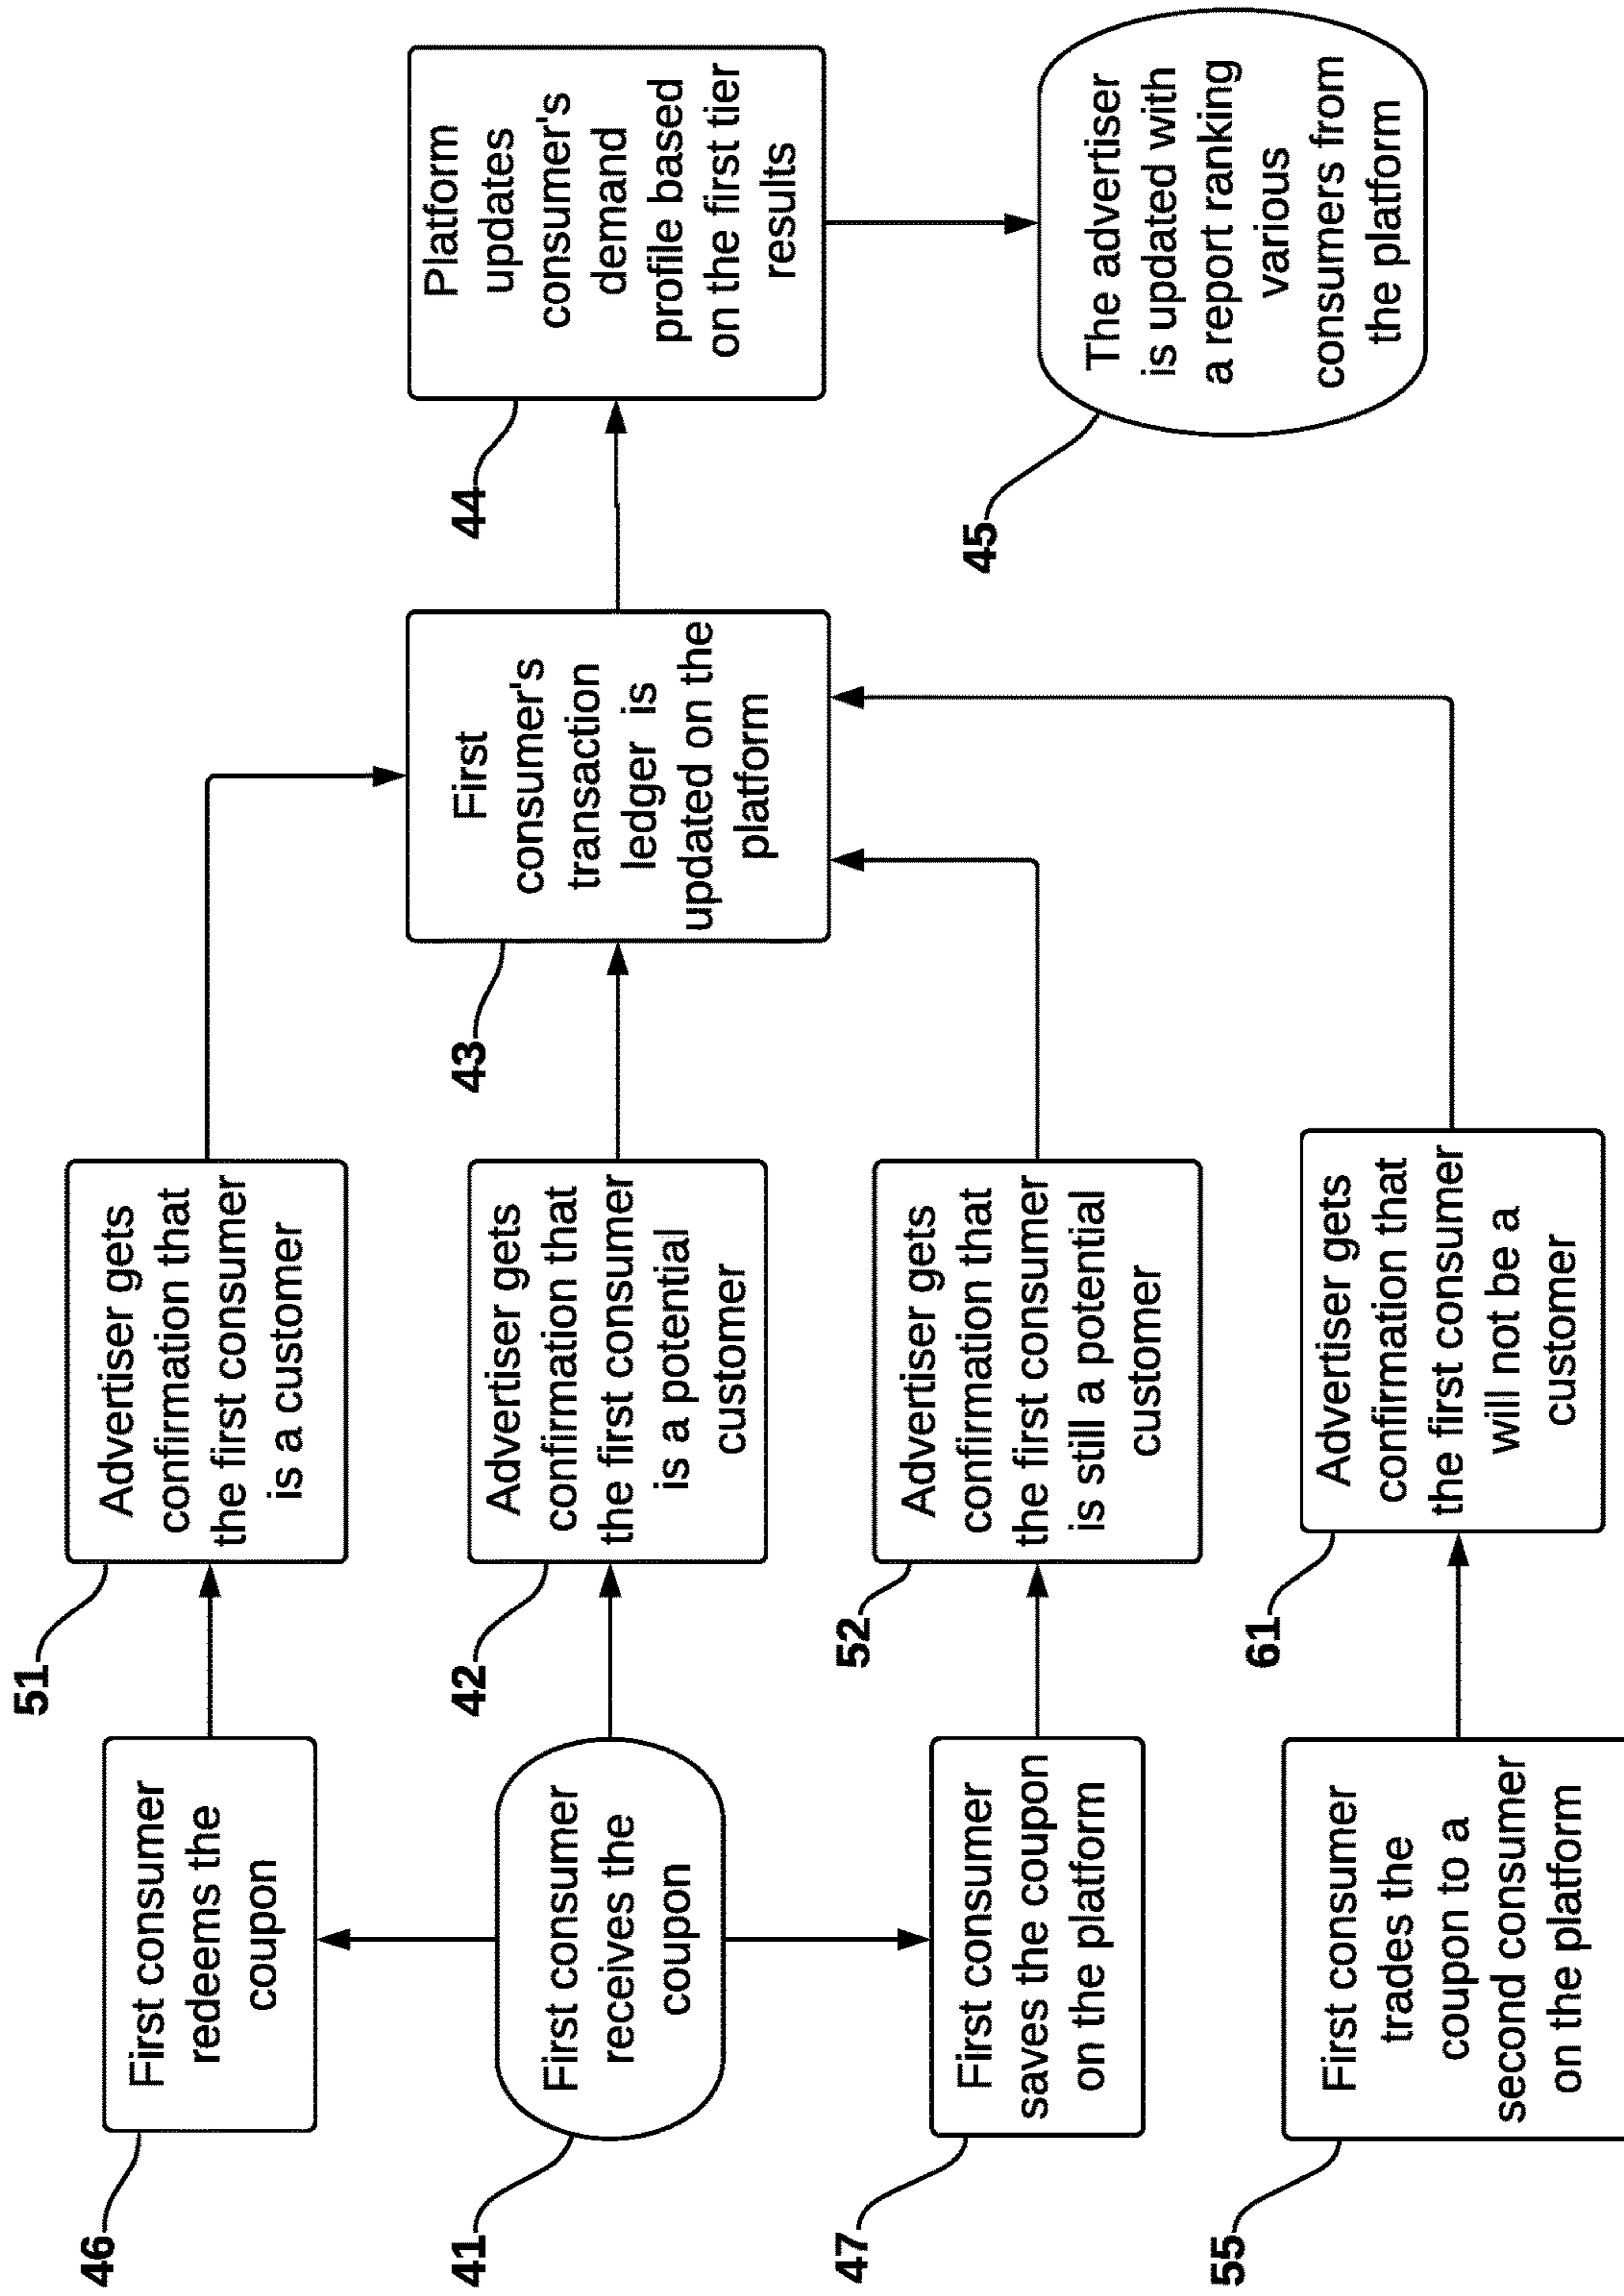 46
First consumer
redeems the
coupon
51
Advertiser gets
confirmation that
the first consumer
is a customer
41
First consumer
receives the
coupon
42
Advertiser gets
confirmation that
the first consumer
is a potential
customer
43
First
consumer's
transaction
ledger is
updated on the
platform
44
Platform
updates
consumer's
demand
profile based
on the first tier
results
47
First consumer
saves the coupon
on the platform
52
Advertiser gets
confirmation that
the first consumer
is still a potential
customer
45
The advertiser
is updated with
a report ranking
various
consumers from
the platform
55
First consumer
trades the
coupon to a
second consumer
on the platform
61
Advertiser gets
confirmation that
the first consumer
will not be a
customer